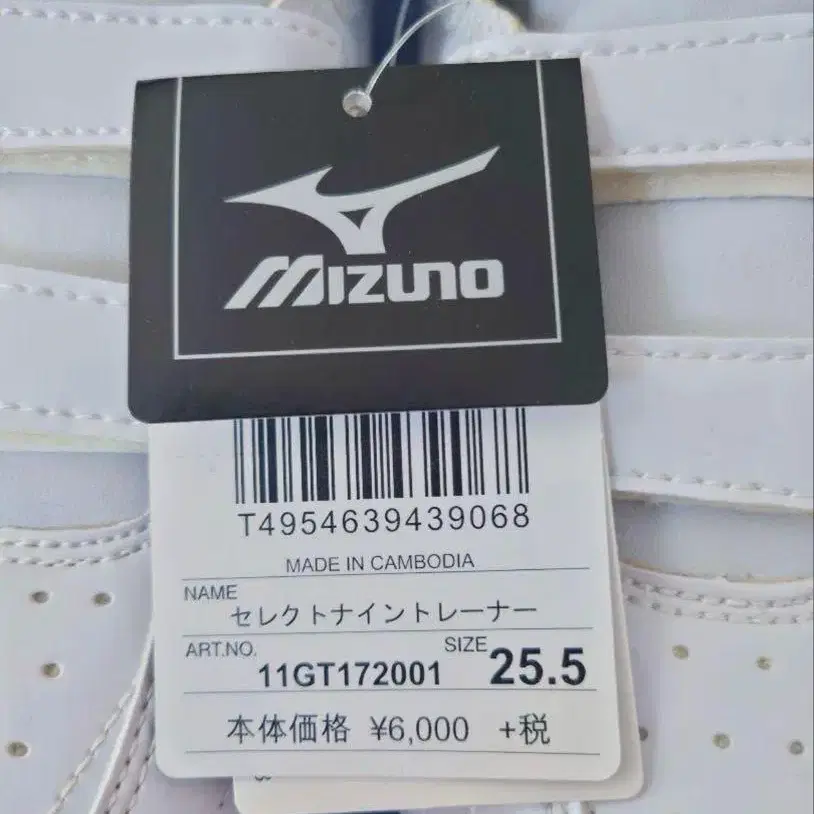 MIZUNO
T4954639439068
MADE IN CAMBODIA
NAME
セレクトナイントレーナー
ART.NO. 11GT172001 SIZE 25.5
本体価格 ¥6,000 +税